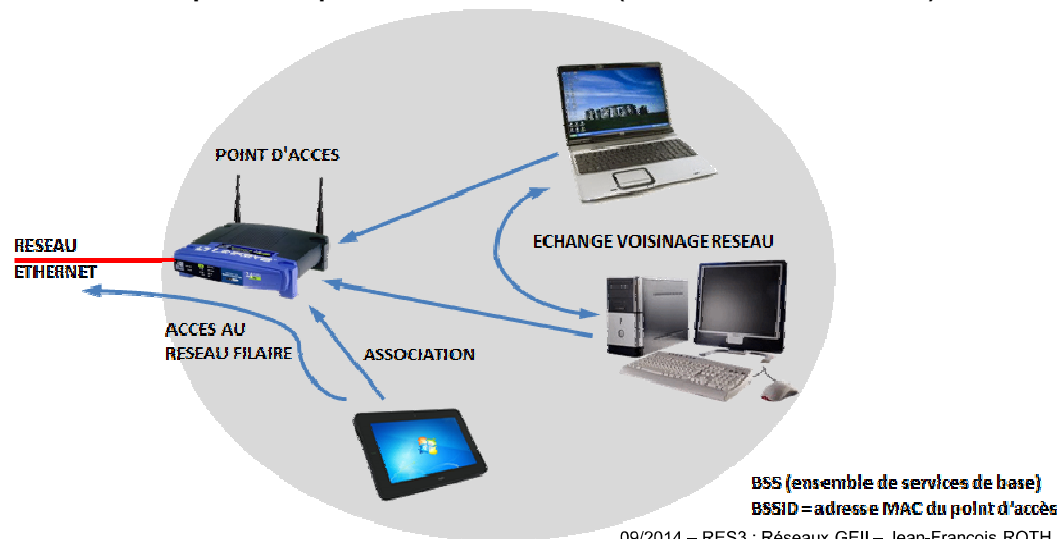 POINT D'ACCES
RESEAU
ETHERNET
ECHANGE VOISINAGE RESEAU
ACCES AU
RESEAU FILAIRE
ASSOCIATION
BSS (ensemble de services de base)
BSSID = adresse MAC du point d'accès
09/2014 – RES3 : Réseaux GEII – Jean-François ROTH